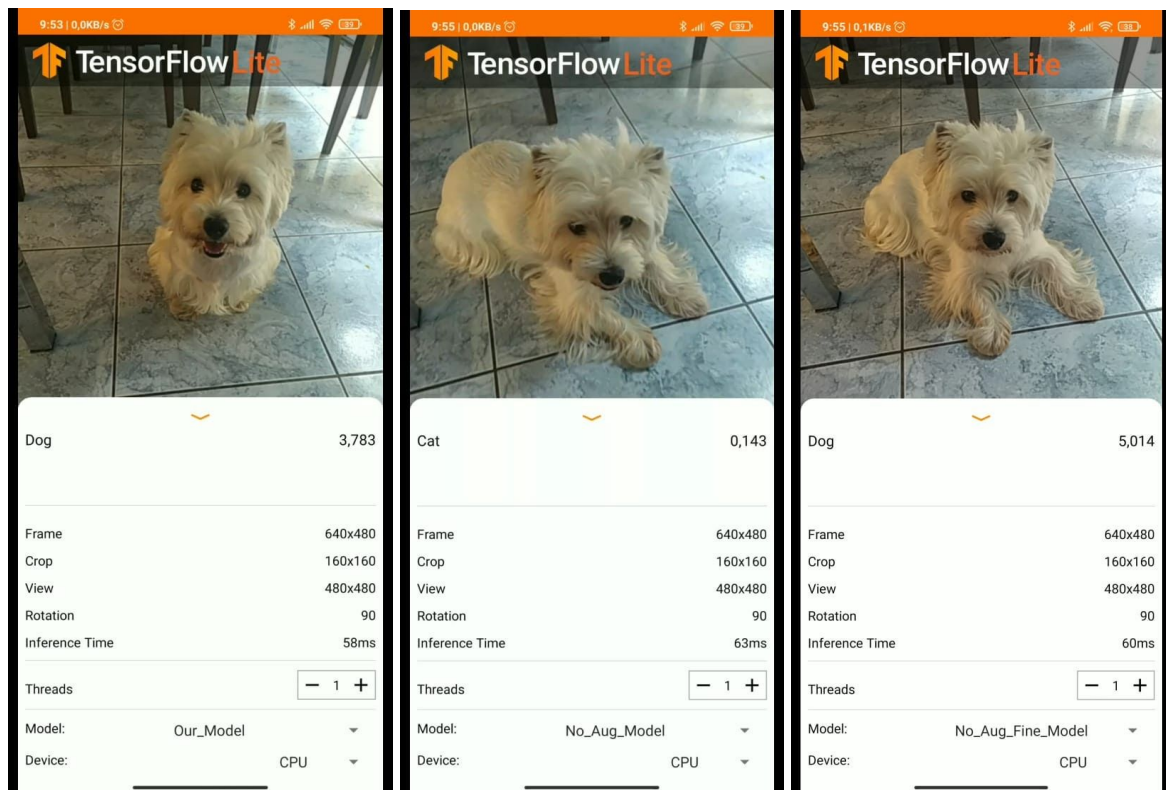 9:53 | 0,0KB/s
39
TensorFlow Lite
Dog 3,783
Frame 640x480
Crop 160x160
View 480x480
Rotation 90
Inference Time 58ms
Threads − 1 +
Model: Our_Model
Device: CPU
9:55 | 0,0KB/s
39
TensorFlow Lite
Cat 0,143
Frame 640x480
Crop 160x160
View 480x480
Rotation 90
Inference Time 63ms
Threads − 1 +
Model: No_Aug_Model
Device: CPU
9:55 | 0,1KB/s
TensorFlow Lite
Dog 5,014
Frame 640x480
Crop 160x160
View 480x480
Rotation 90
Inference Time 60ms
Threads − 1 +
Model: No_Aug_Fine_Model
Device: CPU